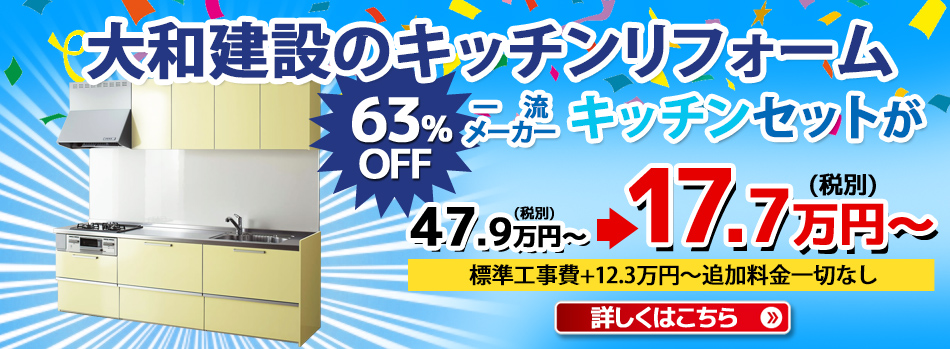 大和建設のキッチンリフォーム
63%
OFF
一流
メーカー
キッチンセットが
47.9万円～
(税別)
17.7万円～
(税別)
標準工事費+12.3万円～追加料金一切なし
詳しくはこちら